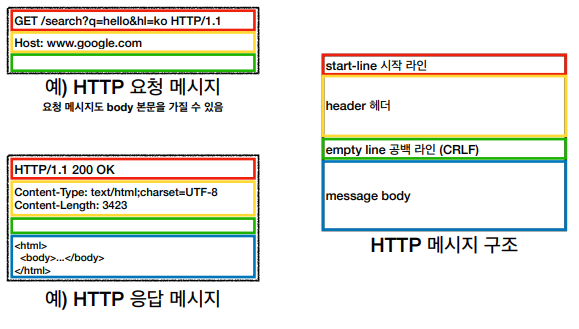 GET /search?q=hello&hl=ko HTTP/1.1
Host: www.google.com
예) HTTP 요청 메시지
요청 메시지도 body 본문을 가질 수 있음
HTTP/1.1 200 OK
Content-Type: text/html;charset=UTF-8
Content-Length: 3423
<html>
<body>...</body>
</html>
예) HTTP 응답 메시지
start-line 시작 라인
header 헤더
empty line 공백 라인 (CRLF)
message body
HTTP 메시지 구조